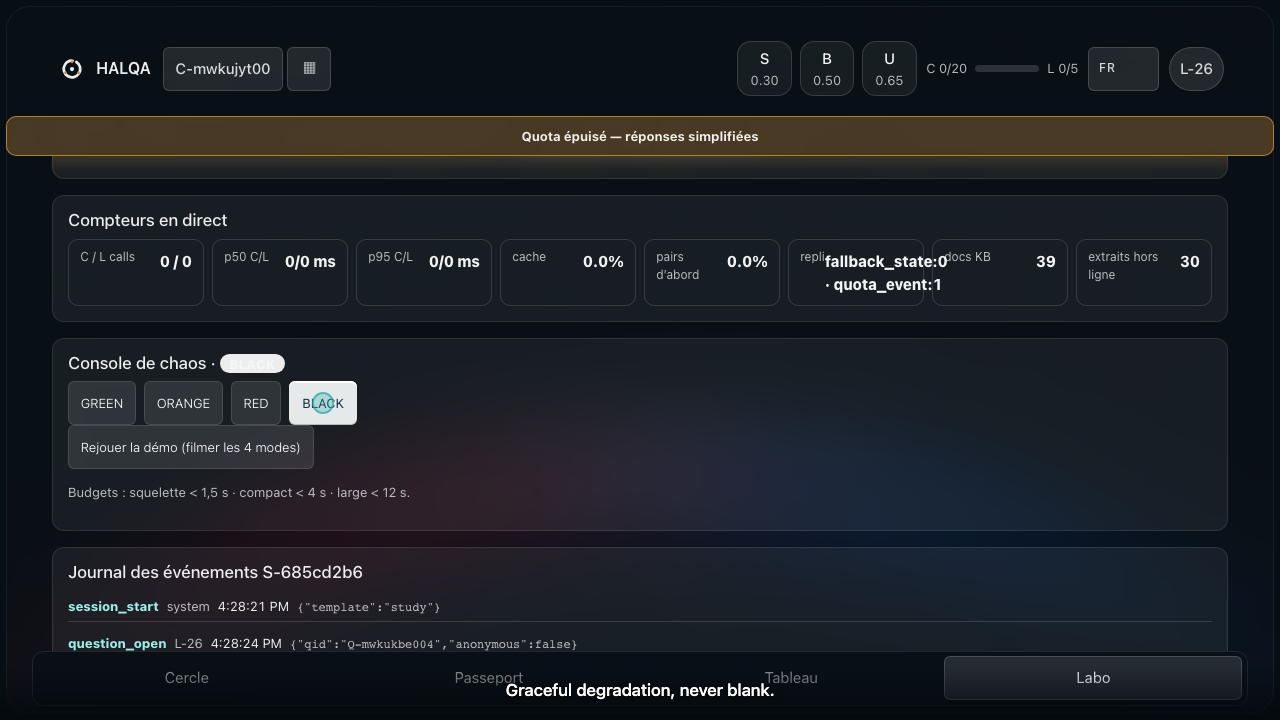 HALQA
C-mwkujyt00
S
0.30
B
0.50
U
0.65
C 0/20
L 0/5
FR
L-26
Quota épuisé — réponses simplifiées
Compteurs en direct
C / L calls
0 / 0
p50 C/L
0/0 ms
p95 C/L
0/0 ms
cache
0.0%
pairs
d'abord
0.0%
repli
fallback_state:0
· quota_event:1
docs KB
39
extraits hors
ligne
30
Console de chaos · BLACK
GREEN
ORANGE
RED
BLACK
Rejouer la démo (filmer les 4 modes)
Budgets : squelette < 1,5 s · compact < 4 s · large < 12 s.
Journal des événements S-685cd2b6
session_start system 4:28:21 PM {"template":"study"}
question_open L-26 4:28:24 PM {"qid":"Q-mwkukbe004","anonymous":false}
Cercle
Passeport
Tableau
Labo
Graceful degradation, never blank.